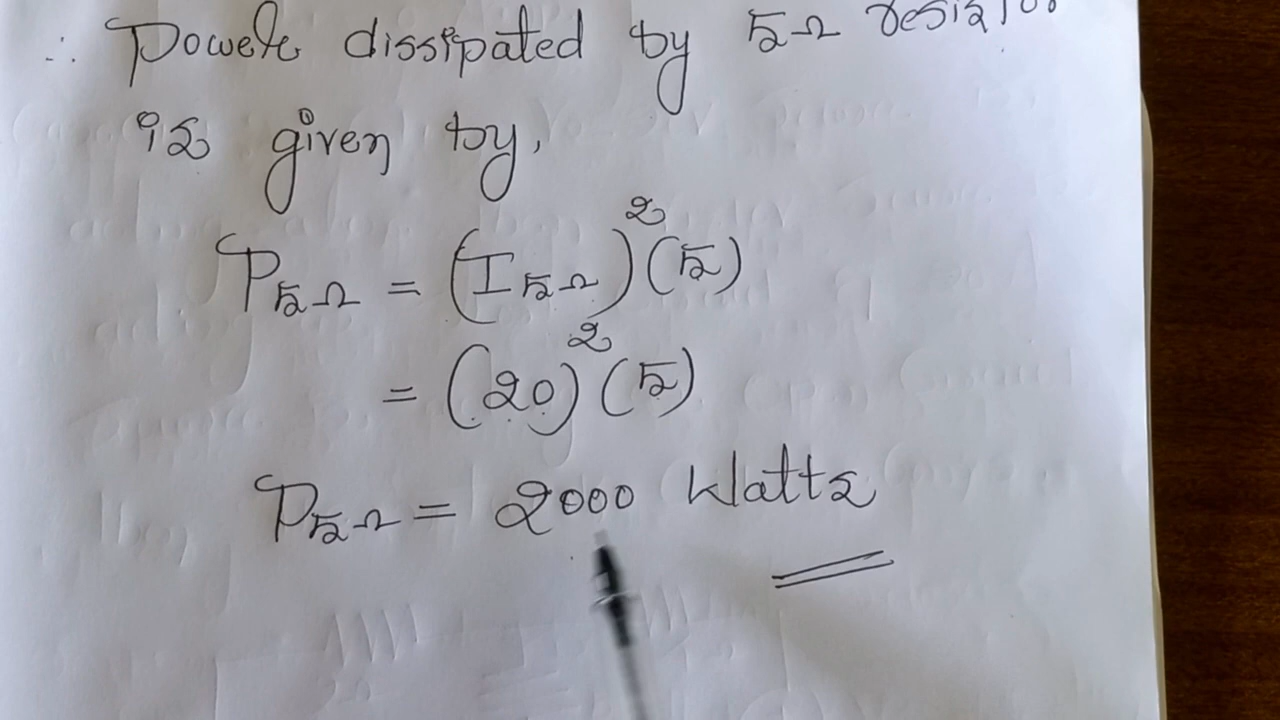 ∴ Power dissipated by 5Ω resistor
is given by,
P5Ω = (I5Ω)²(5)
= (20)²(5)
P5Ω = 2000 Watts